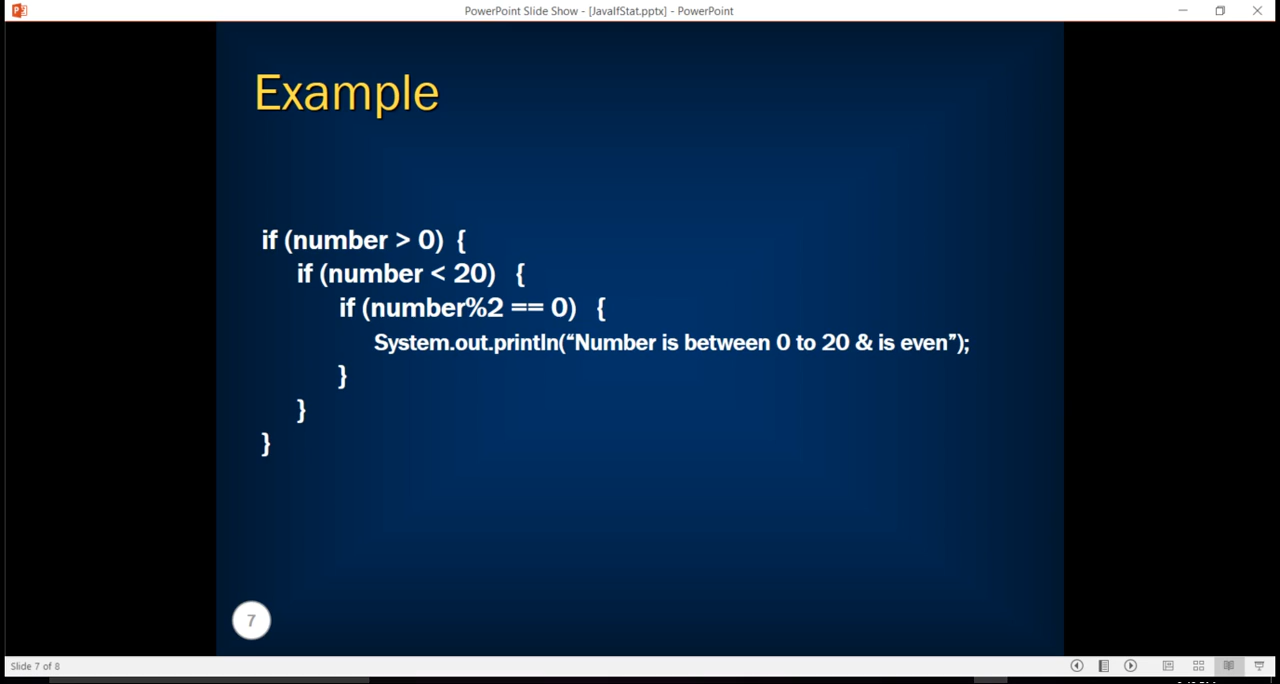 PowerPoint Slide Show - [JavaIfStat.pptx] - PowerPoint
Example
if (number > 0) {
if (number < 20) {
if (number%2 == 0) {
System.out.println(“Number is between 0 to 20 & is even”);
}
}
}
7
Slide 7 of 8